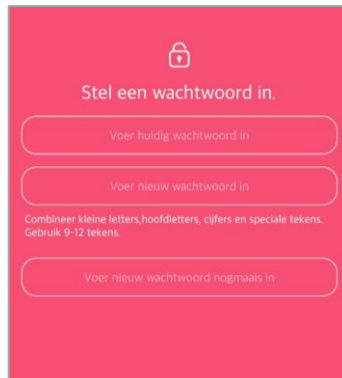 Stel een wachtwoord in.
Voer huidig wachtwoord in
Voer nieuw wachtwoord in
Combineer kleine letters,hoofdletters, cijfers en speciale tekens.
Gebruik 9-12 tekens.
Voer nieuw wachtwoord nogmaals in